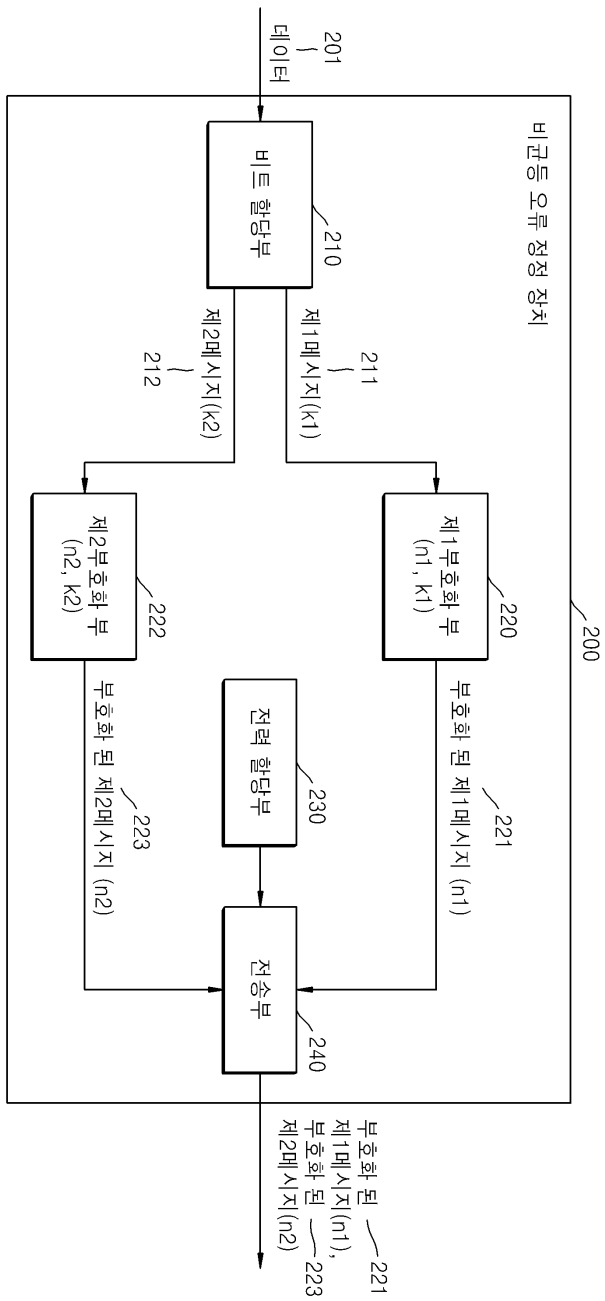 비균등 오류 정정 장치
200
201
데이터
비트 할당부
210
211
제1메시지(k1)
제2메시지(k2)
212
제1부호화 부
(n1, k1)
220
제2부호화 부
(n2, k2)
222
221
부호화 된 제1메시지 (n1)
전력 할당부
230
223
부호화 된 제2메시지 (n2)
전송부
240
221
부호화 된
제1메시지(n1),
부호화 된
제2메시지(n2)
223